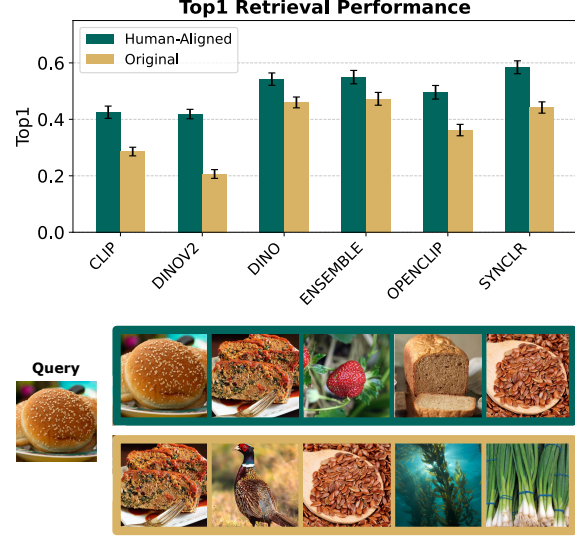 Top1 Retrieval Performance
Human-Aligned
Original
Top1
0.6
0.4
0.2
0.0
CLIP
DINOV2
DINO
ENSEMBLE
OPENCLIP
SYNCLR
Query